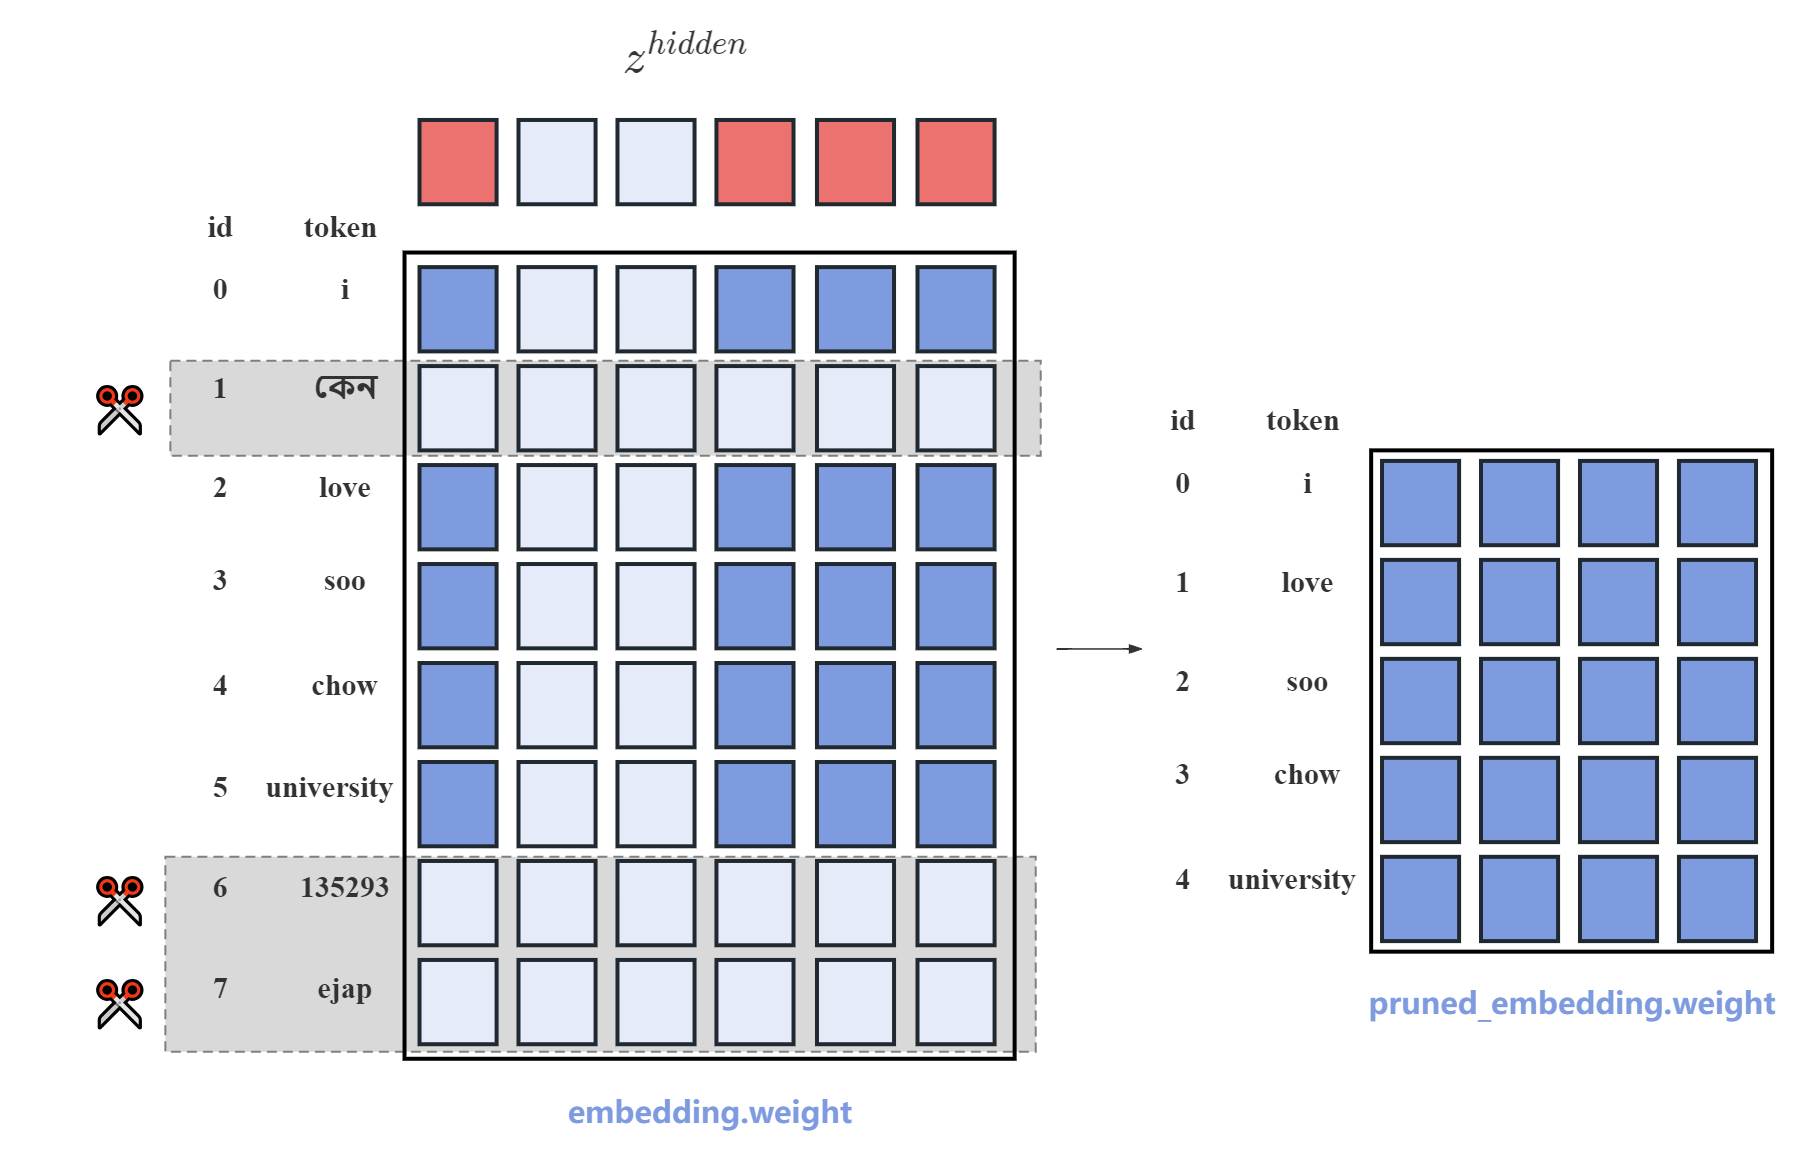 z^{hidden}
id token
0 i
1 কেন
2 love
3 soo
4 chow
5 university
6 135293
7 ejap
embedding.weight
id token
0 i
1 love
2 soo
3 chow
4 university
pruned_embedding.weight